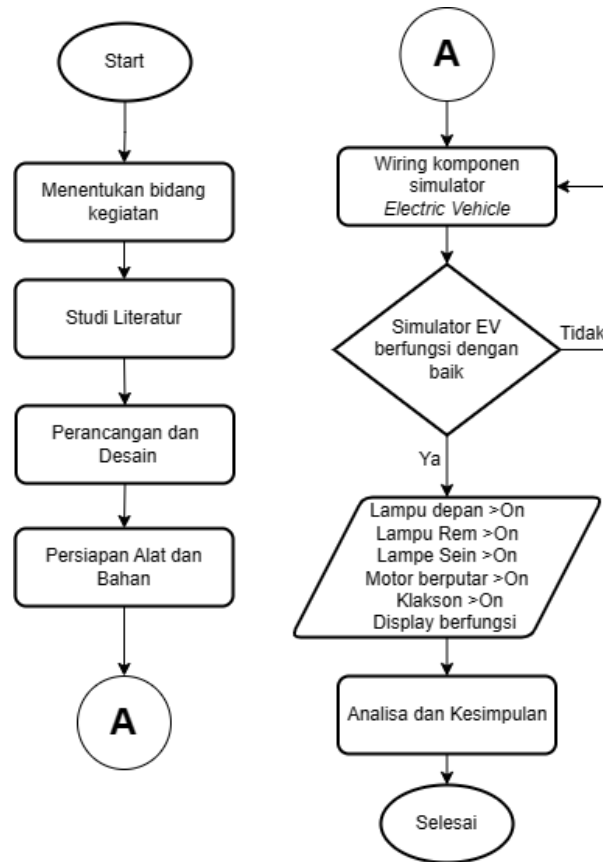 Start
Menentukan bidang
kegiatan
Studi Literatur
Perancangan dan
Desain
Persiapan Alat dan
Bahan
A
A
Wiring komponen
simulator
Electric Vehicle
Simulator EV
berfungsi dengan
baik
Tidak
Ya
Lampu depan >On
Lampu Rem >On
Lampe Sein >On
Motor berputar >On
Klakson >On
Display berfungsi
Analisa dan Kesimpulan
Selesai